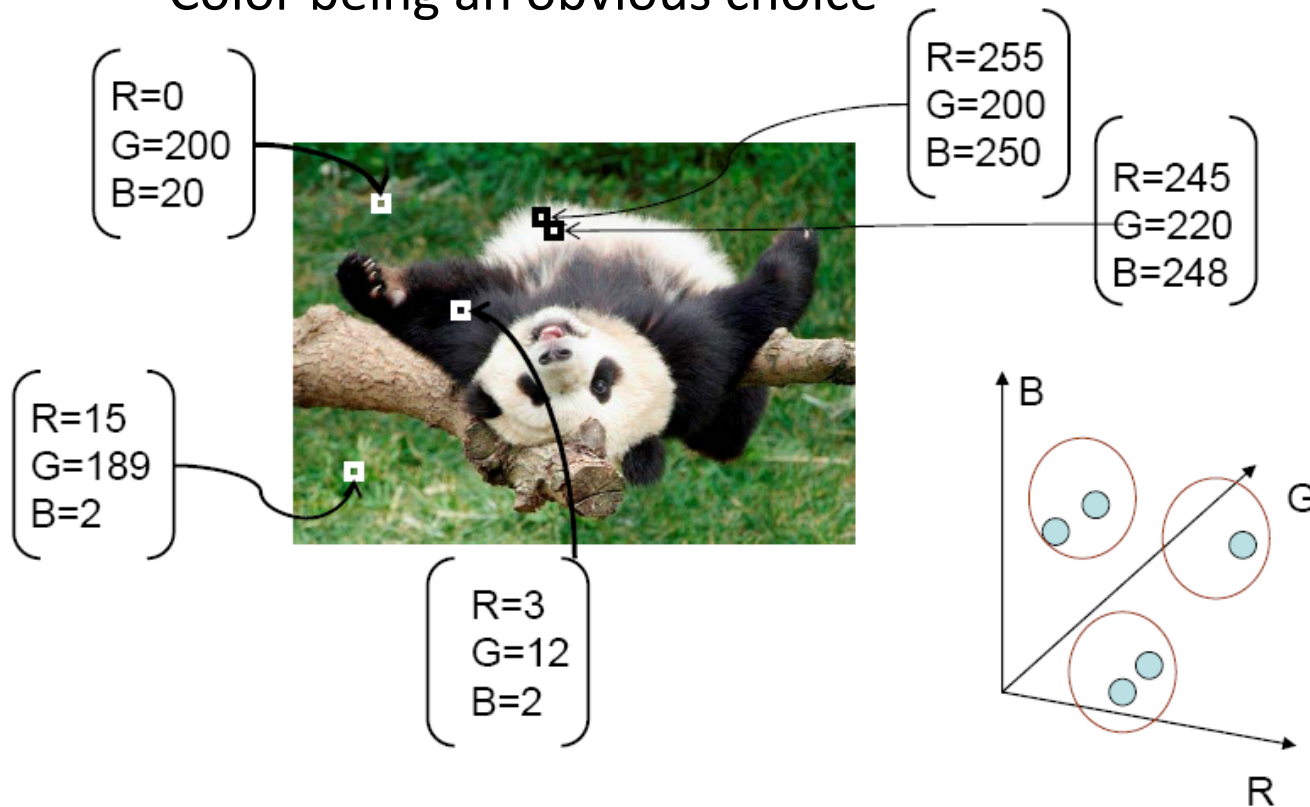 Color being an obvious choice
R=0
G=200
B=20
R=255
G=200
B=250
R=245
G=220
B=248
R=15
G=189
B=2
R=3
G=12
B=2
B
G
R